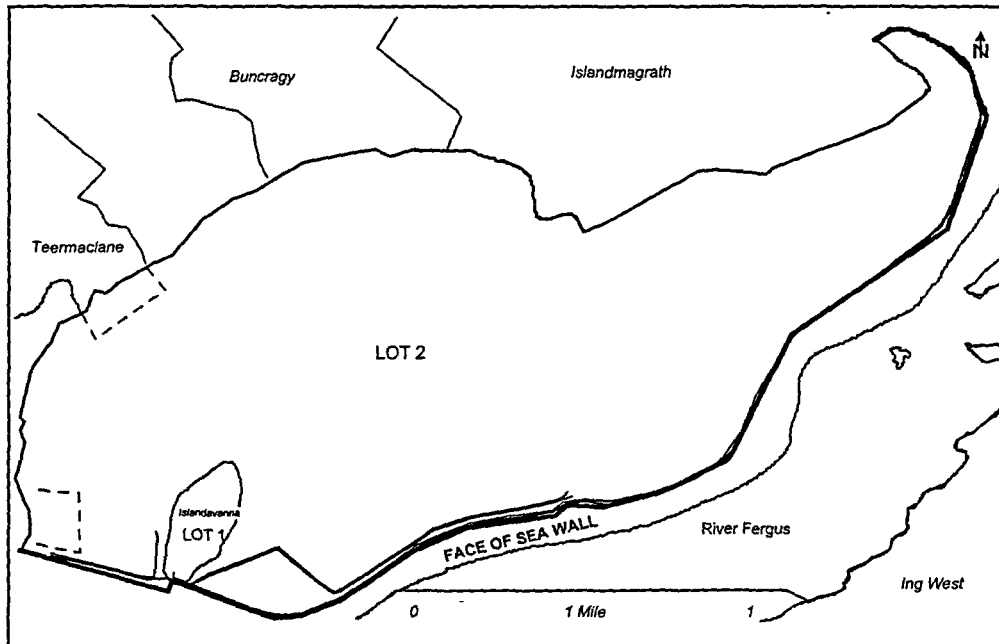 Buncragy
Islandmagrath
N
Teermaclane
LOT 2
Islandavanna
LOT 1
FACE OF SEA WALL
River Fergus
Ing West
0 1 Mile 1